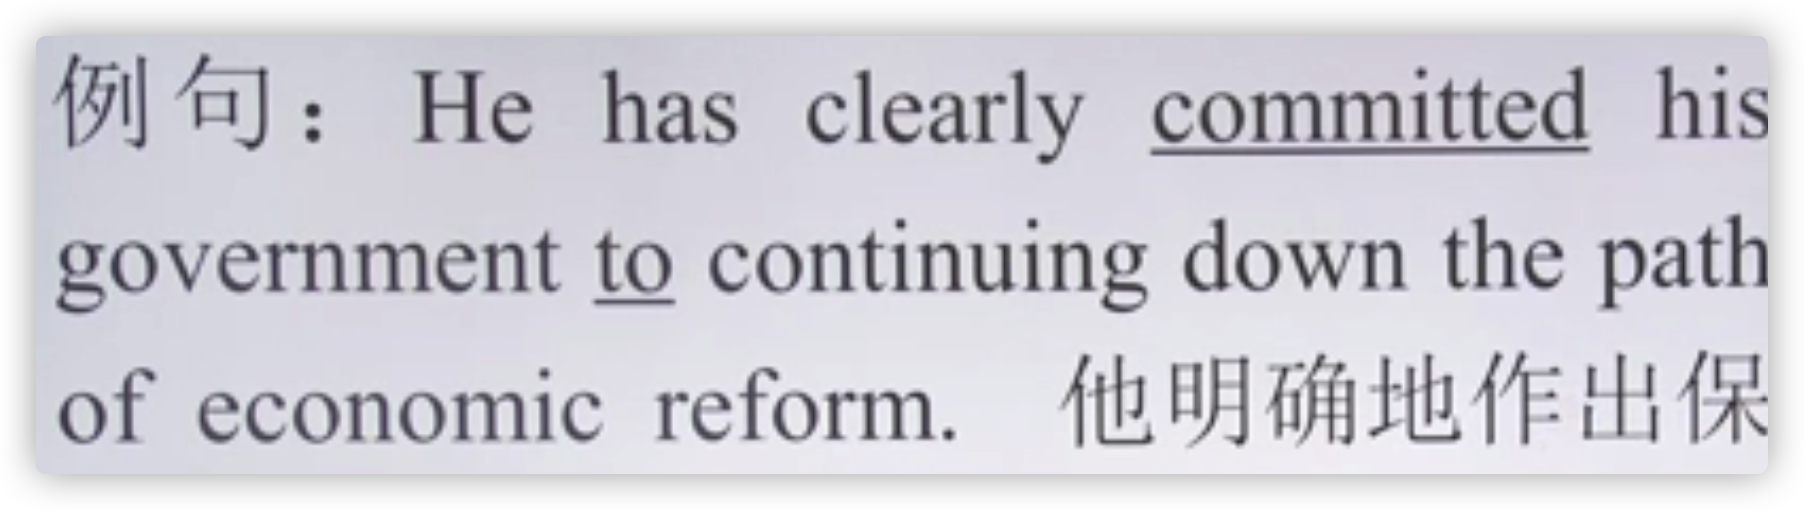 例句：He has clearly committed his
government to continuing down the path
of economic reform. 他明确地作出保